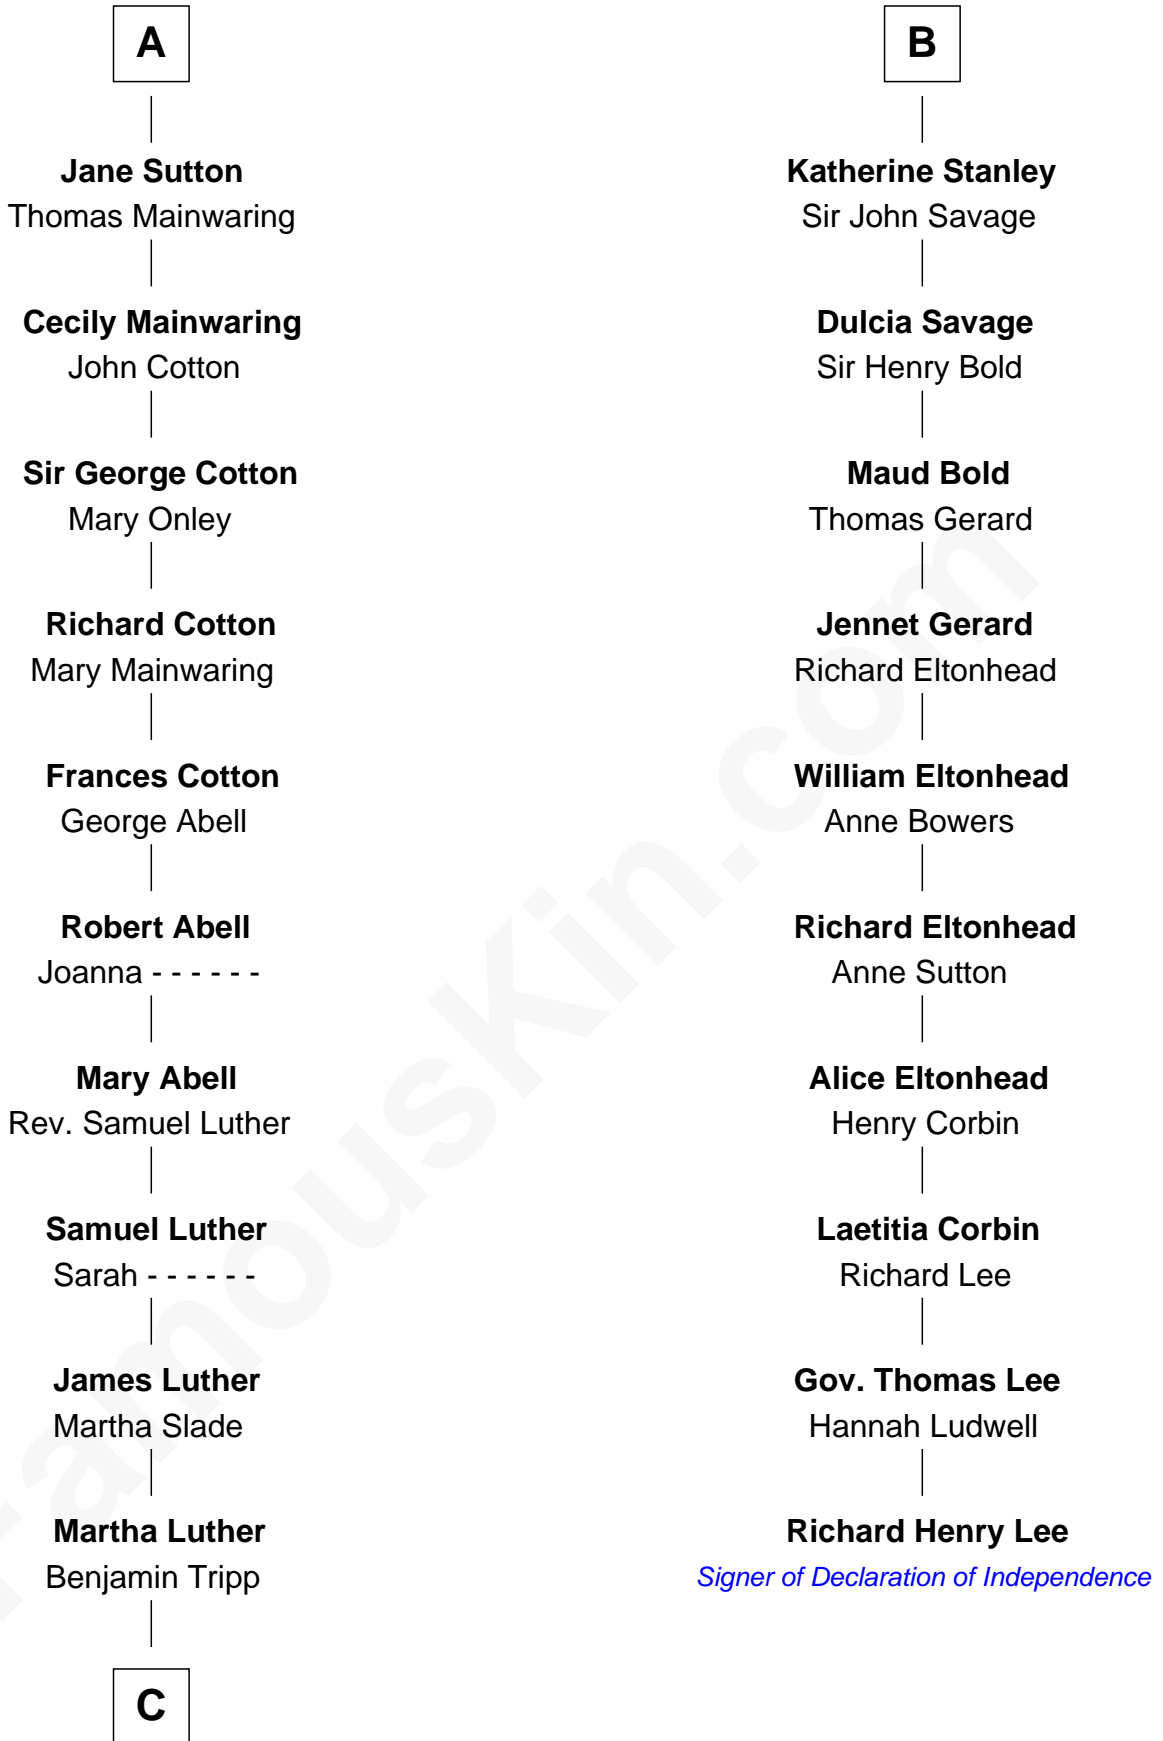 A
Jane Sutton
Thomas Mainwaring
Cecily Mainwaring
John Cotton
Sir George Cotton
Mary Onley
Richard Cotton
Mary Mainwaring
Frances Cotton
George Abell
Robert Abell
Joanna - - - - - -
Mary Abell
Rev. Samuel Luther
Samuel Luther
Sarah - - - - - -
James Luther
Martha Slade
Martha Luther
Benjamin Tripp
C
B
Katherine Stanley
Sir John Savage
Dulcia Savage
Sir Henry Bold
Maud Bold
Thomas Gerard
Jennet Gerard
Richard Eltonhead
William Eltonhead
Anne Bowers
Richard Eltonhead
Anne Sutton
Alice Eltonhead
Henry Corbin
Laetitia Corbin
Richard Lee
Gov. Thomas Lee
Hannah Ludwell
Richard Henry Lee
Signer of Declaration of Independence
FamousKin.com